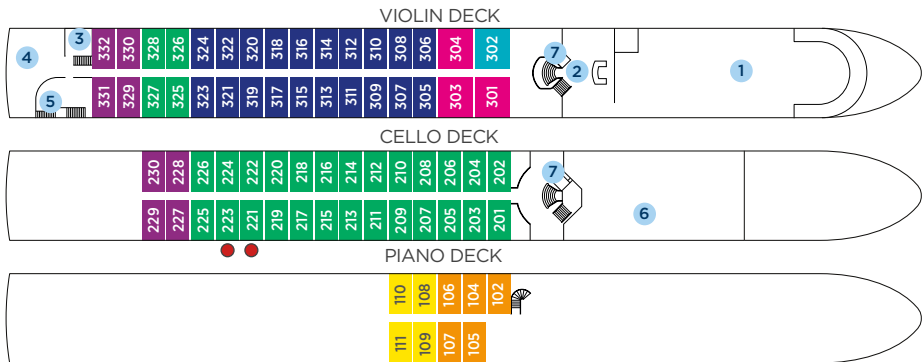 VIOLIN DECK
3
4
332 330 328 326 324 322 320 318 316 314 312 310 308 306 304 302
7
2
1
5
331 329 327 325 323 321 319 317 315 313 311 309 307 305 303 301
CELLO DECK
230 228 226 224 222 220 218 216 214 212 210 208 206 204 202
7
229 227 225 223 221 219 217 215 213 211 209 207 205 203 201
6
PIANO DECK
110 108 106 104 102
111 109 107 105